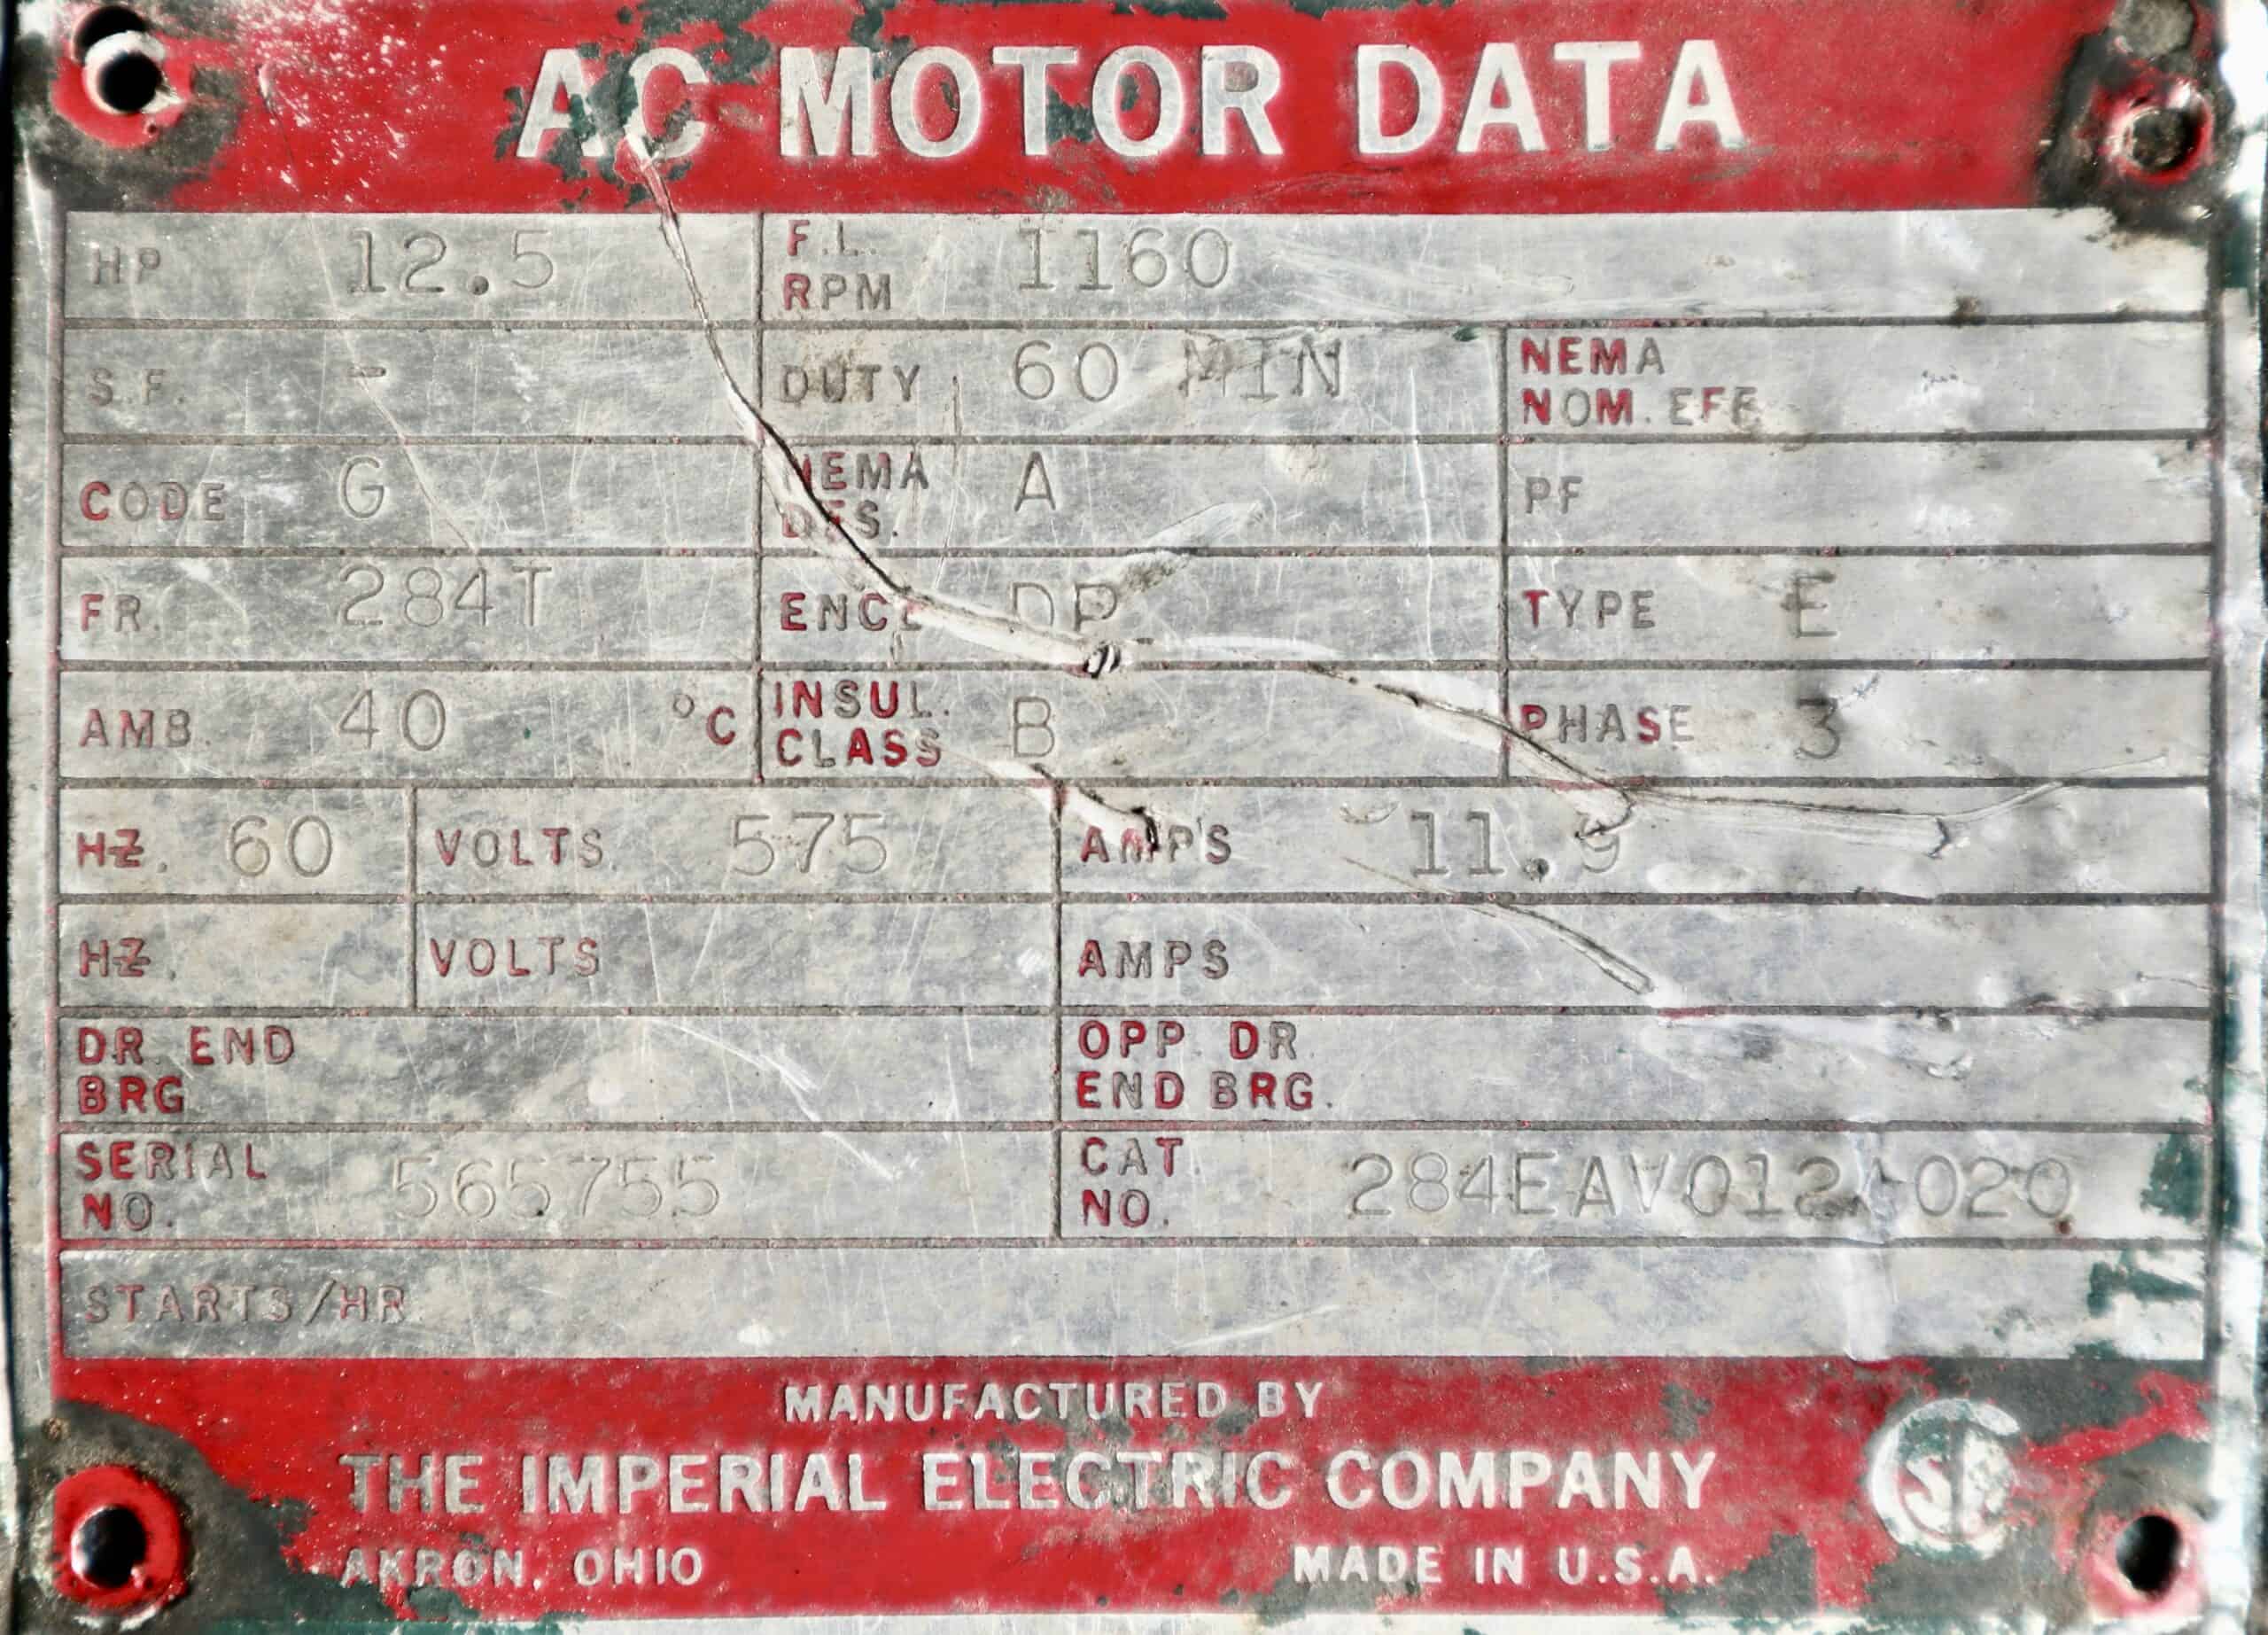 AC MOTOR DATA
HP 12.5 F.L. RPM 1160
S.F. - DUTY 60 MIN NEMA NOM. EFF
CODE G NEMA DES. A PF
FR. 284T ENCL DP TYPE E
AMB. 40 °C INSUL. CLASS B PHASE 3
HZ. 60 VOLTS 575 AMPS 11.9
HZ. VOLTS AMPS
DR. END BRG OPP. DR. END BRG.
SERIAL NO. 565755 CAT. NO.
STARTS/HR
MANUFACTURED BY
THE IMPERIAL ELECTRIC COMPANY
AKRON, OHIO MADE IN U.S.A.